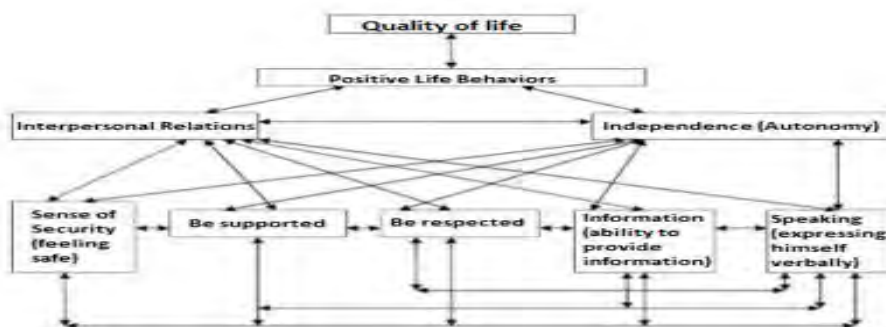 Quality of life
Positive Life Behaviors
Interpersonal Relations
Independence (Autonomy)
Sense of
Security
(feeling
safe)
Be supported
Be respected
Information
(ability to
provide
information)
Speaking
(expressing
himself
verbally)